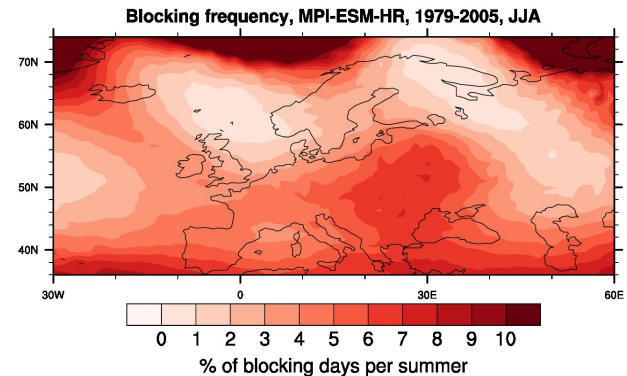 Blocking frequency, MPI-ESM-HR, 1979-2005, JJA
70N
60N
50N
40N
30W 0 30E 60E
0 1 2 3 4 5 6 7 8 9 10
% of blocking days per summer